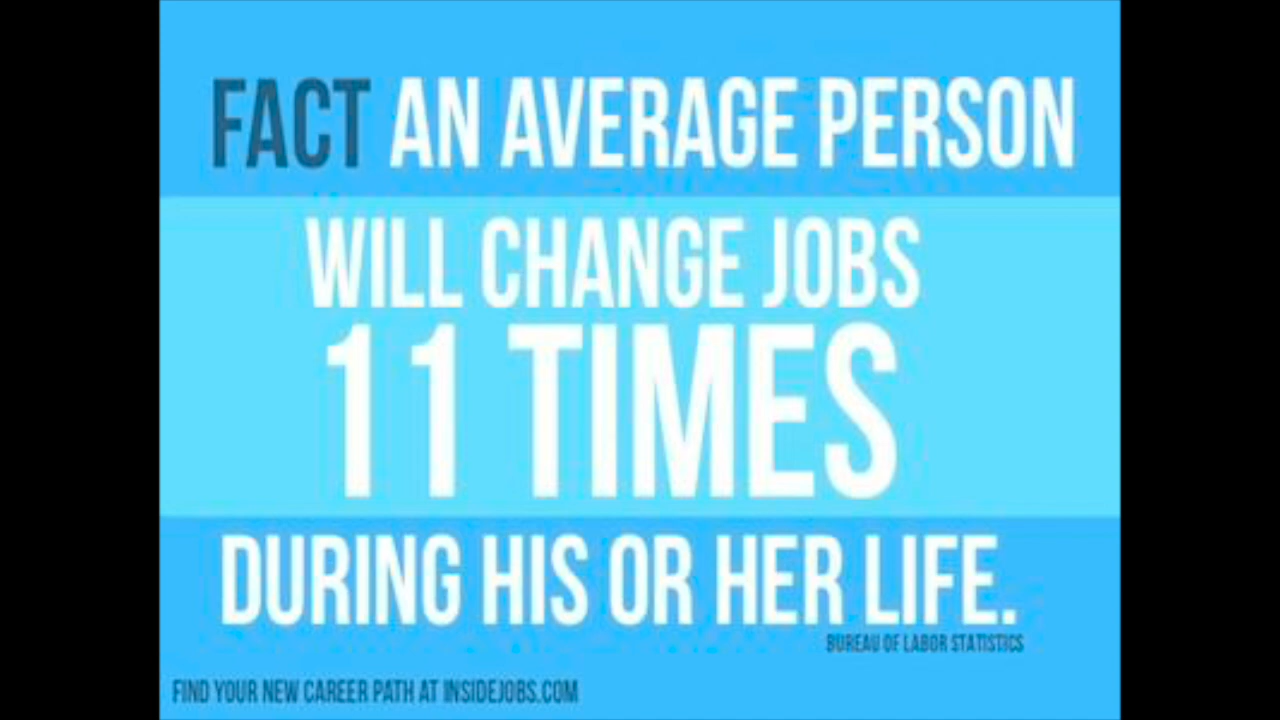 FACT AN AVERAGE PERSON
WILL CHANGE JOBS
11 TIMES
DURING HIS OR HER LIFE.
BUREAU OF LABOR STATISTICS
FIND YOUR NEW CAREER PATH AT INSIDEJOBS.COM